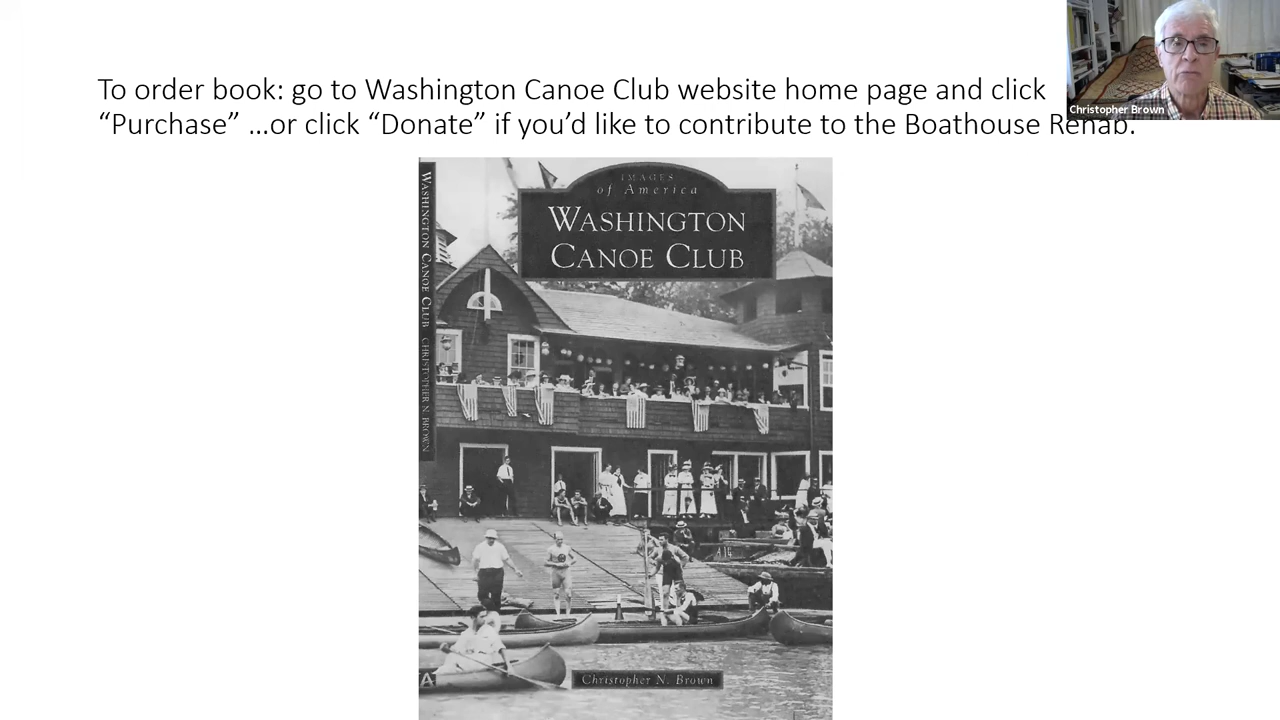 To order book: go to Washington Canoe Club website home page and click
“Purchase” …or click “Donate” if you’d like to contribute to the Boathouse Rehab.
Christopher Brown
IMAGES
of America
WASHINGTON
CANOE CLUB
WASHINGTON CANOE CLUB CHRISTOPHER N. BROWN
A14
A
Christopher N. Brown